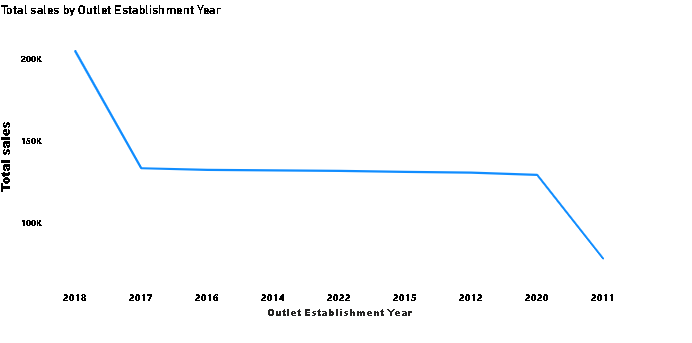 Total sales by Outlet Establishment Year
200K
150K
100K
Total sales
2018 2017 2016 2014 2022 2015 2012 2020 2011
Outlet Establishment Year